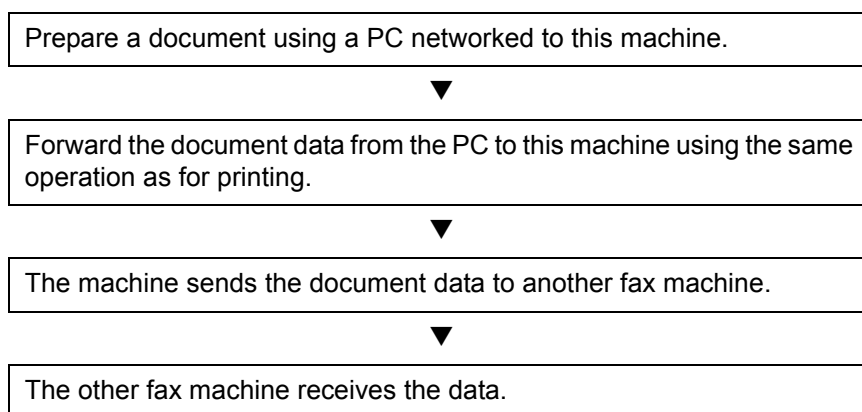 Prepare a document using a PC networked to this machine.
Forward the document data from the PC to this machine using the same
operation as for printing.
The machine sends the document data to another fax machine.
The other fax machine receives the data.